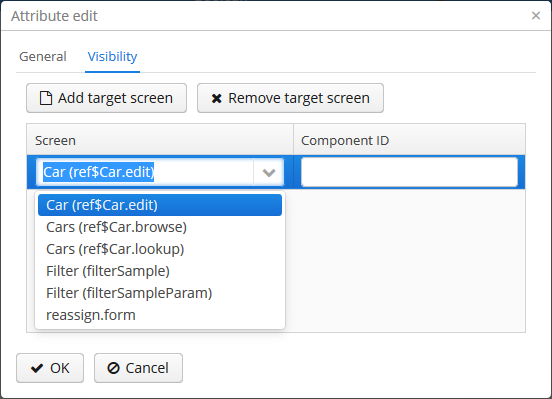 Attribute edit
General Visibility
Add target screen Remove target screen
Screen Component ID
Car (ref$Car.edit)
Car (ref$Car.edit)
Cars (ref$Car.browse)
Cars (ref$Car.lookup)
Filter (filterSample)
Filter (filterSampleParam)
reassign.form
OK Cancel